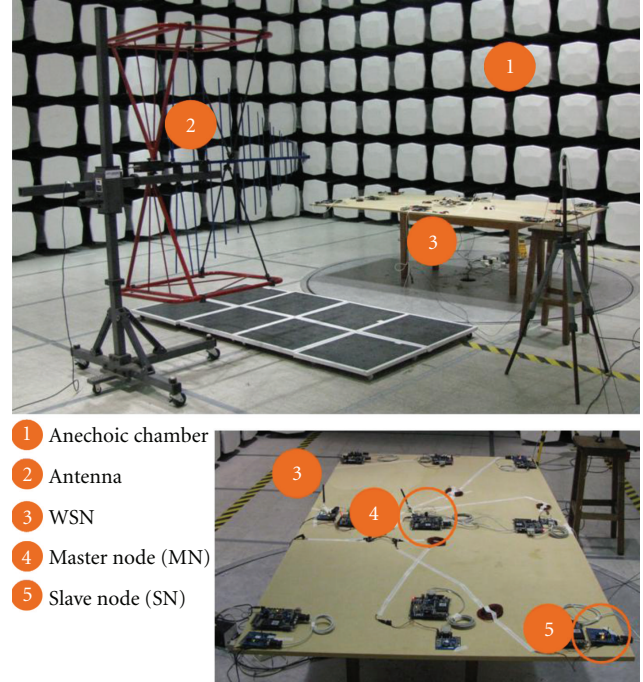 1
2
3
1 Anechoic chamber
2 Antenna
3 WSN
4 Master node (MN)
5 Slave node (SN)
3
4
5